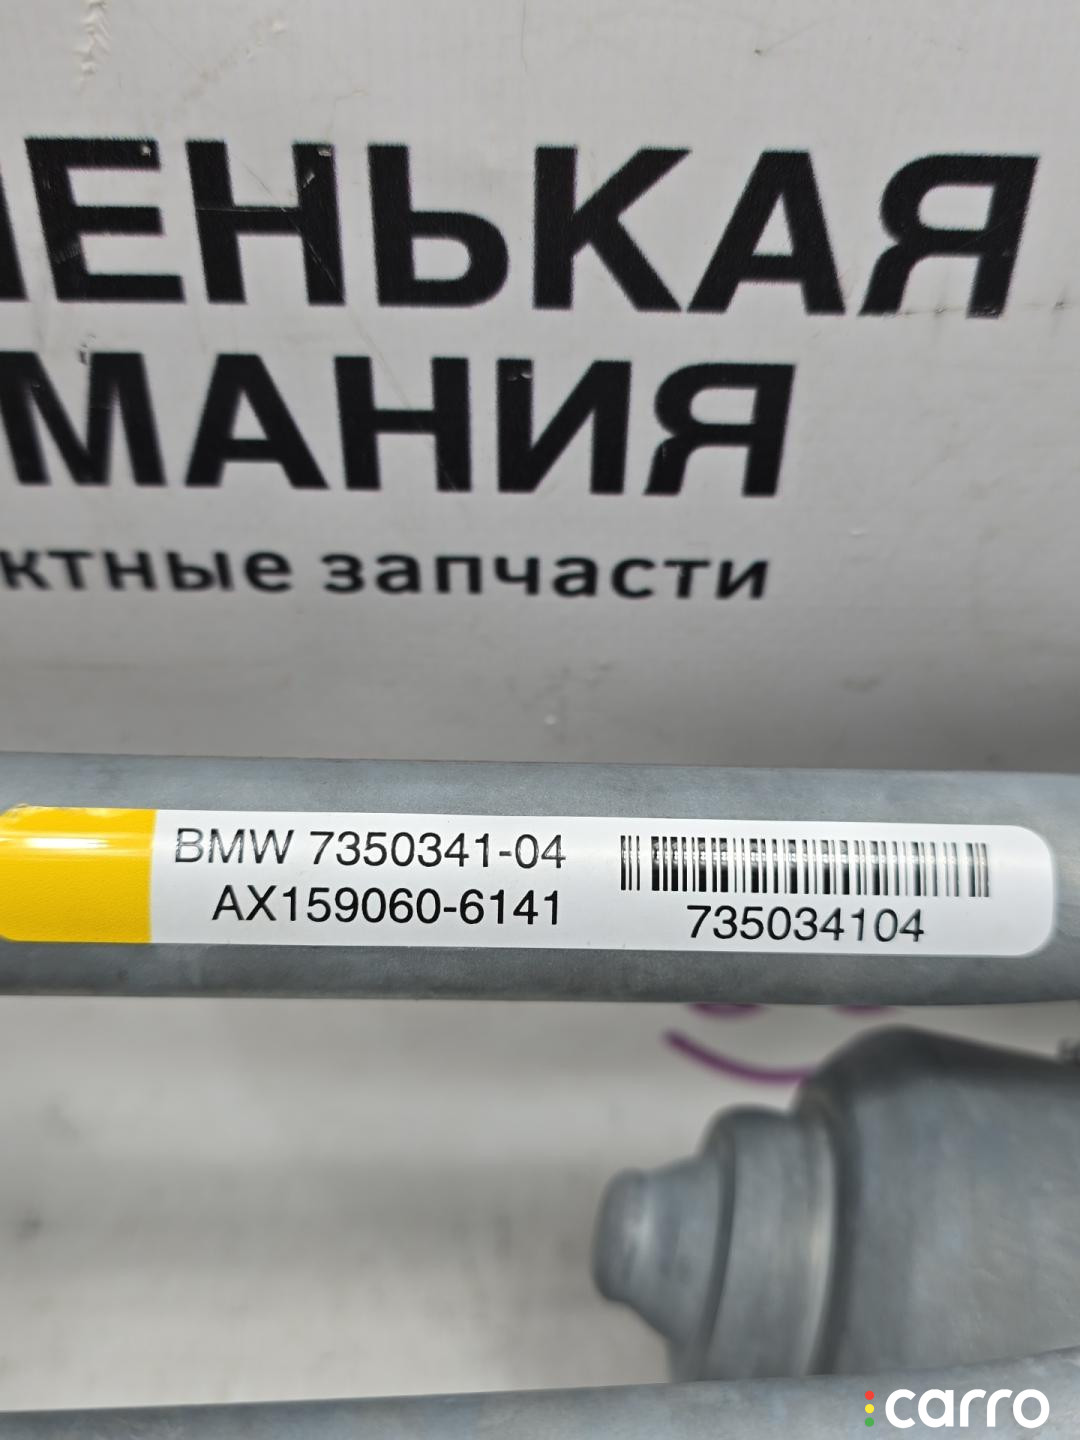 ЕНЬКАЯ
МАНИЯ
ктные запчасти
BMW 7350341-04
AX159060-6141
735034104
carro